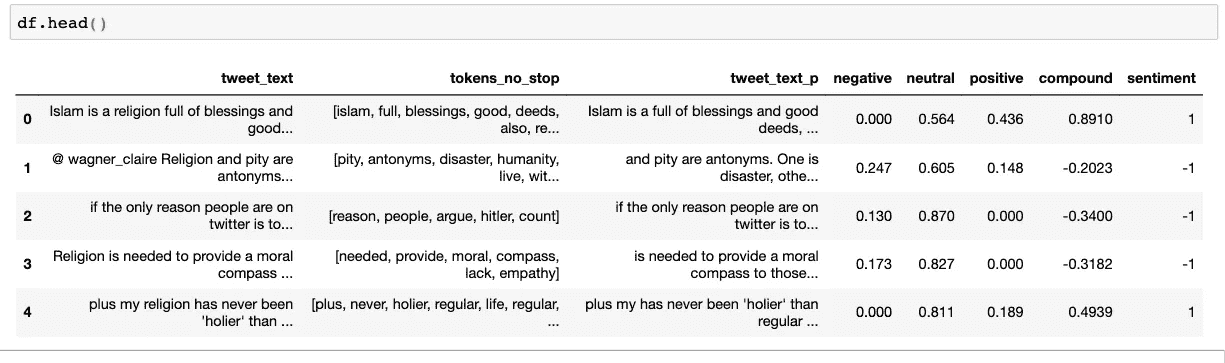 df.head()
tweet_text tokens_no_stop tweet_text_p negative neutral positive compound sentiment
0 Islam is a religion full of blessings and good... [islam, full, blessings, good, deeds, also, re... Islam is a full of blessings and good deeds, ... 0.000 0.564 0.436 0.8910 1
1 @ wagner_claire Religion and pity are antonyms... [pity, antonyms, disaster, humanity, live, wit... and pity are antonyms. One is disaster, othe... 0.247 0.605 0.148 -0.2023 -1
2 if the only reason people are on twitter is to... [reason, people, argue, hitler, count] if the only reason people are on twitter is to... 0.130 0.870 0.000 -0.3400 -1
3 Religion is needed to provide a moral compass ... [needed, provide, moral, compass, lack, empathy] is needed to provide a moral compass to those... 0.173 0.827 0.000 -0.3182 -1
4 plus my religion has never been 'holier' than ... [plus, never, holier, regular, life, regular, ... plus my has never been 'holier' than regular ... 0.000 0.811 0.189 0.4939 1